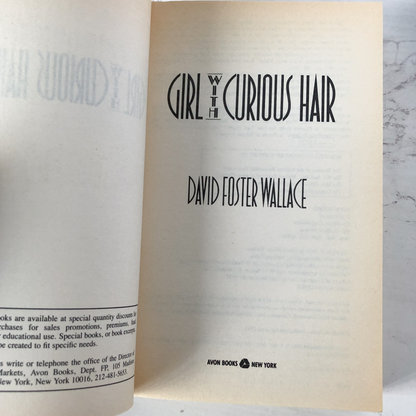 ooks are available at special quantity discounts
rchases for sales promotions, premiums,
r educational use. Special books, or book excerpts,
be created to fit specific needs.
s write or telephone the office of the Director
Markets, Avon Books, Dept. FP, 105 Madison
New York, New York 10016, 212-481-5653.
GIRL WITH CURIOUS HAIR
DAVID FOSTER WALLACE
AVON BOOKS NEW YORK